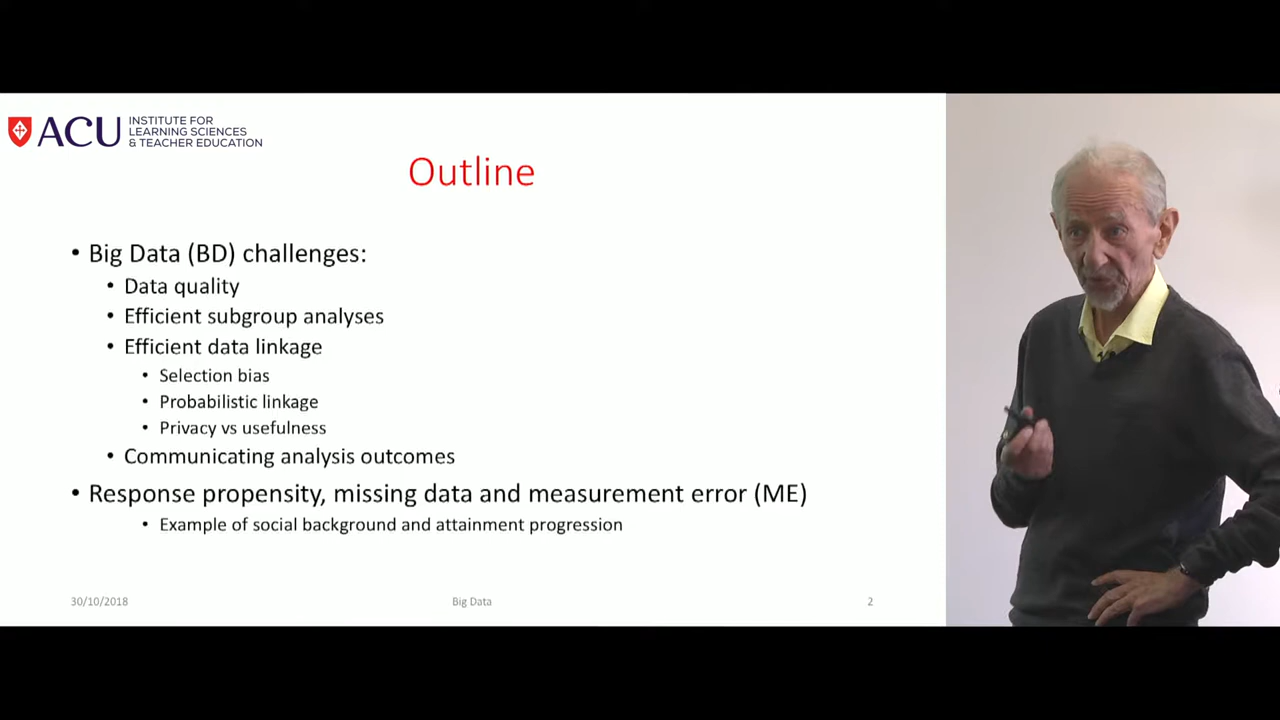 ACU
INSTITUTE FOR
LEARNING SCIENCES
& TEACHER EDUCATION
Outline
• Big Data (BD) challenges:
• Data quality
• Efficient subgroup analyses
• Efficient data linkage
• Selection bias
• Probabilistic linkage
• Privacy vs usefulness
• Communicating analysis outcomes
• Response propensity, missing data and measurement error (ME)
• Example of social background and attainment progression
30/10/2018
Big Data
2